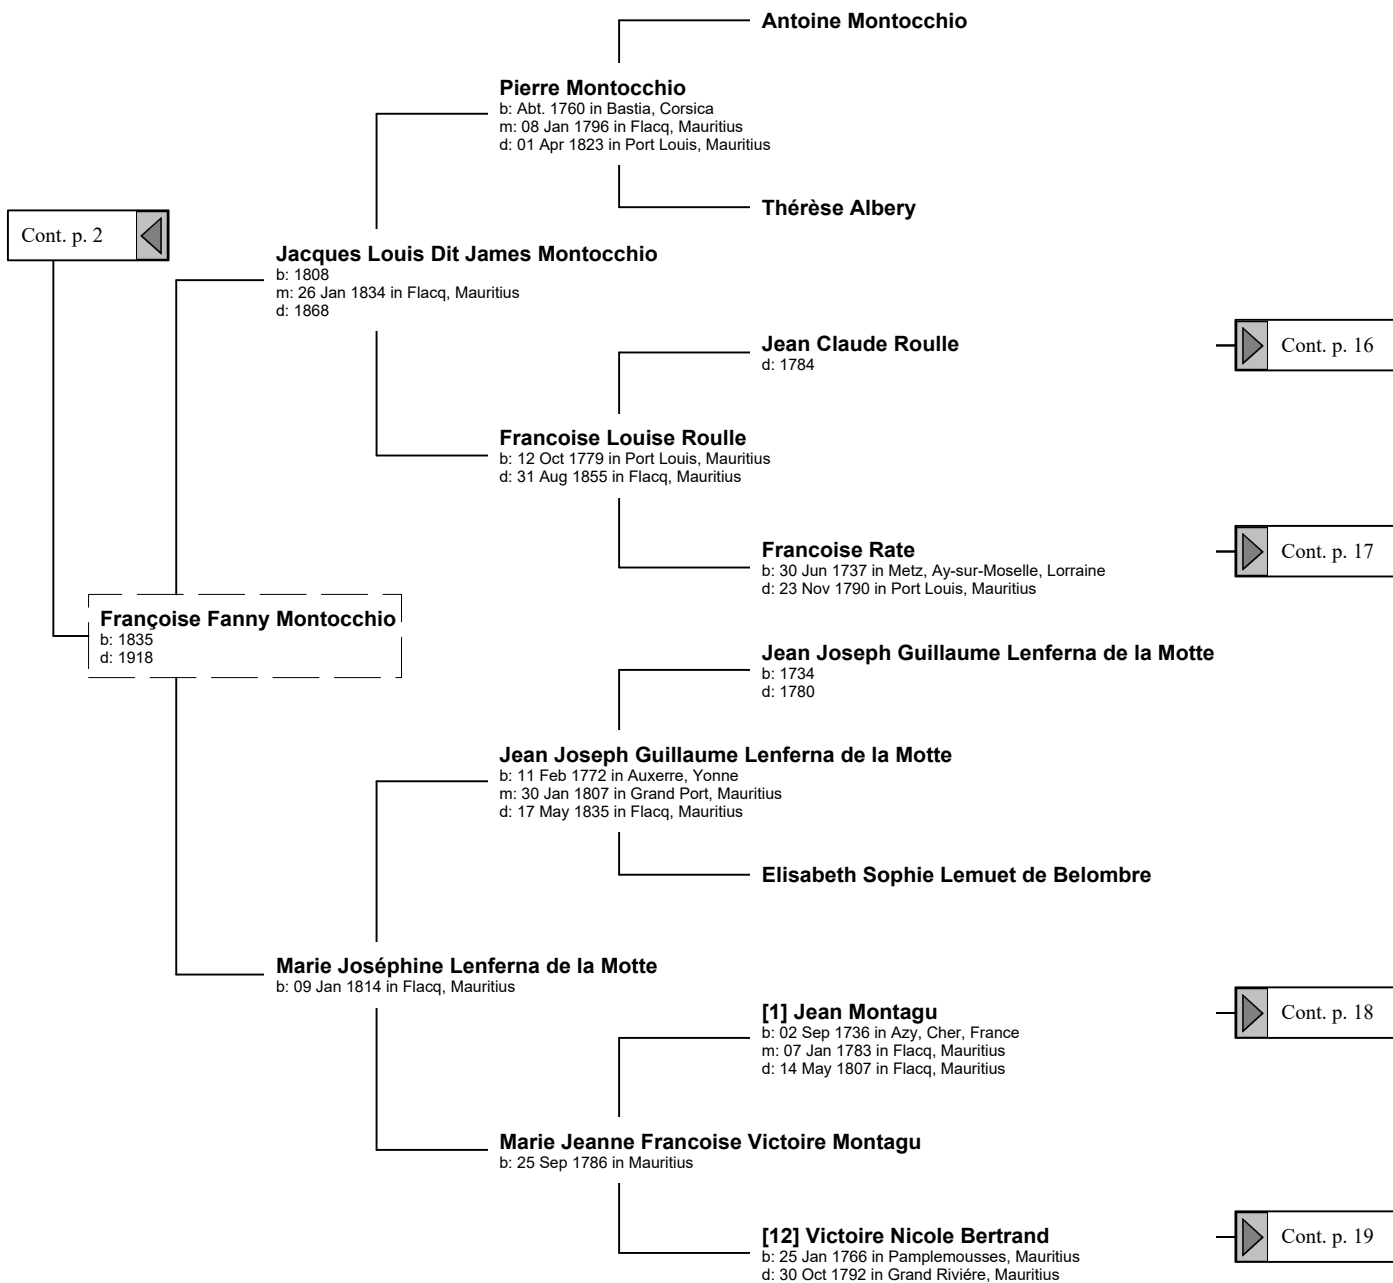 Antoine Montocchio
Pierre Montocchio
b: Abt. 1760 in Bastia, Corsica
m: 08 Jan 1796 in Flacq, Mauritius
d: 01 Apr 1823 in Port Louis, Mauritius
Thérèse Albery
Cont. p. 2
Jacques Louis Dit James Montocchio
b: 1808
m: 26 Jan 1834 in Flacq, Mauritius
d: 1868
Jean Claude Roulle
d: 1784
Cont. p. 16
Francoise Louise Roulle
b: 12 Oct 1779 in Port Louis, Mauritius
d: 31 Aug 1855 in Flacq, Mauritius
Francoise Rate
b: 30 Jun 1737 in Metz, Ay-sur-Moselle, Lorraine
d: 23 Nov 1790 in Port Louis, Mauritius
Cont. p. 17
Françoise Fanny Montocchio
b: 1835
d: 1918
Jean Joseph Guillaume Lenferna de la Motte
b: 1734
d: 1780
Jean Joseph Guillaume Lenferna de la Motte
b: 11 Feb 1772 in Auxerre, Yonne
m: 30 Jan 1807 in Grand Port, Mauritius
d: 17 May 1835 in Flacq, Mauritius
Elisabeth Sophie Lemuet de Belombre
Marie Joséphine Lenferna de la Motte
b: 09 Jan 1814 in Flacq, Mauritius
[1] Jean Montagu
b: 02 Sep 1736 in Azy, Cher, France
m: 07 Jan 1783 in Flacq, Mauritius
d: 14 May 1807 in Flacq, Mauritius
Cont. p. 18
Marie Jeanne Francoise Victoire Montagu
b: 25 Sep 1786 in Mauritius
[12] Victoire Nicole Bertrand
b: 25 Jan 1766 in Pamplemousses, Mauritius
d: 30 Oct 1792 in Grand Riviére, Mauritius
Cont. p. 19